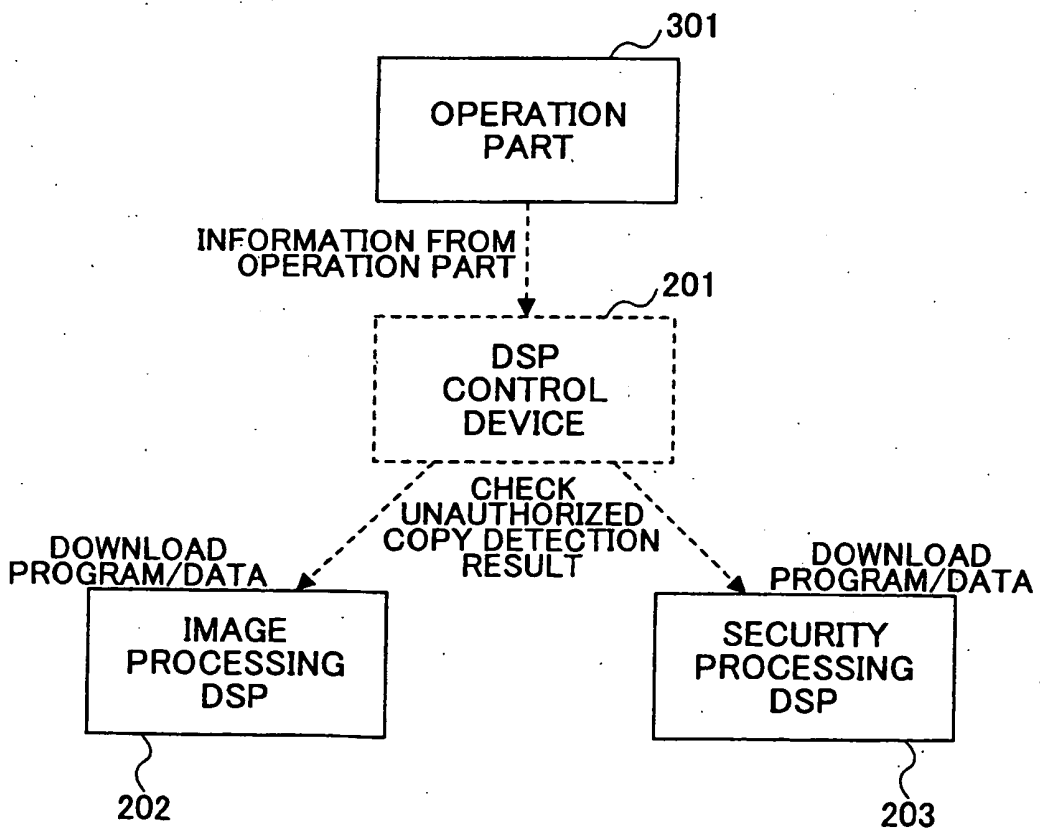 301
OPERATION
PART
INFORMATION FROM
OPERATION PART
201
DSP
CONTROL
DEVICE
CHECK
UNAUTHORIZED
COPY DETECTION
RESULT
DOWNLOAD
PROGRAM/DATA
DOWNLOAD
PROGRAM/DATA
IMAGE
PROCESSING
DSP
SECURITY
PROCESSING
DSP
202
203